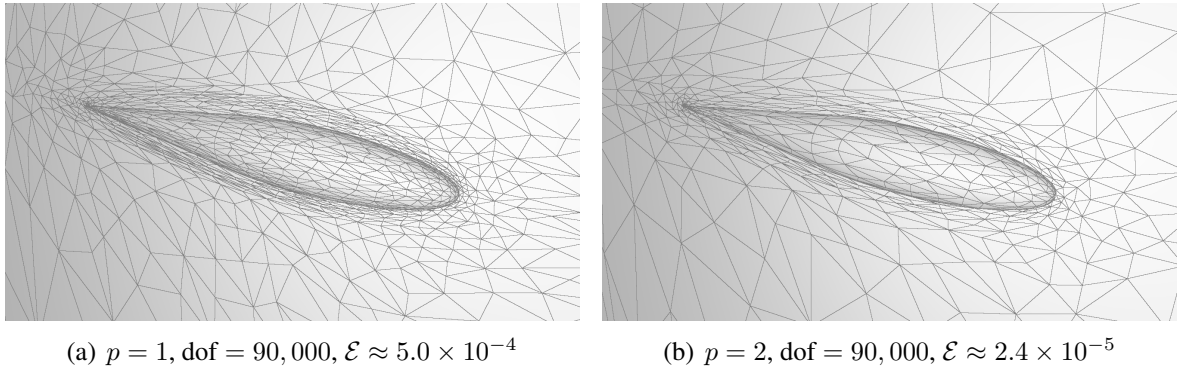 (a) p = 1, dof = 90,000, ℰ ≈ 5.0 × 10⁻⁴
(b) p = 2, dof = 90,000, ℰ ≈ 2.4 × 10⁻⁵